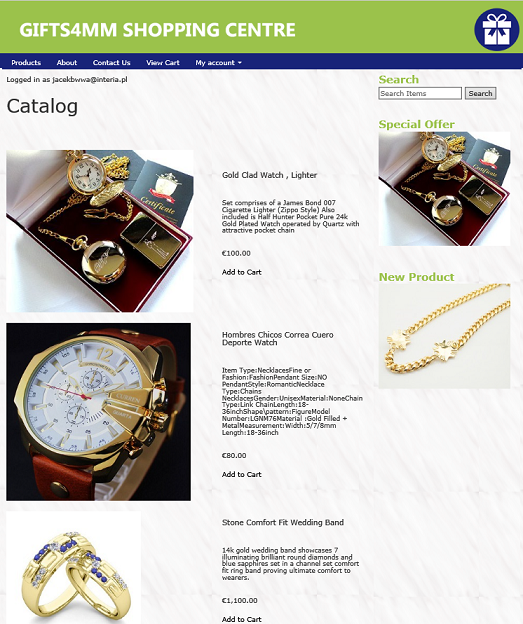 GIFTS4MM SHOPPING CENTRE
Products About Contact Us View Cart My account
Logged in as jacekbwwa@interia.pl
Catalog
Gold Clad Watch , Lighter
Set comprises of a James Bond 007
Cigarette Lighter (Zippo Style) Also
included is Half Hunter Pocket Pure 24k
Gold Plated Watch operated by Quartz with
attractive pocket chain
€100.00
Add to Cart
Hombres Chicos Correa Cuero
Deporte Watch
Item Type:NecklacesFine or
Fashion:FashionPendant Size:NO
PendantStyle:RomanticNecklace
Type:Chains
NecklacesGender:UnisexMaterial:NoneChain
Type:Link ChainLength:18-
36inchShape\pattern:FigureModel
Number:LGNM76Material :Gold Filled +
MetalMeasurement:Width:5/7/8mm
Length:18-36inch
€80.00
Add to Cart
Stone Comfort Fit Wedding Band
14k gold wedding band showcases 7
illuminating brilliant round diamonds and
blue sapphires set in a channel set comfort
fit ring band proving ultimate comfort to
wearers.
€1,100.00
Add to Cart
Search
Search Items Search
Special Offer
New Product